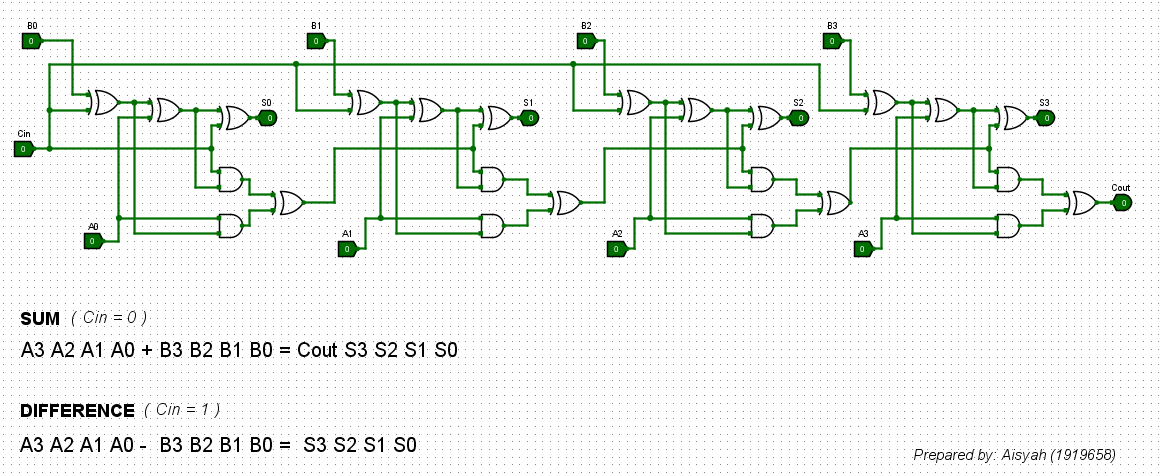 B0 B1 B2 B3
0 0 0 0
S0 S1 S2 S3
0 0 0 0
Cin
0
Cout
0
A0 A1 A2 A3
0 0 0 0
SUM ( Cin = 0 )
A3 A2 A1 A0 + B3 B2 B1 B0 = Cout S3 S2 S1 S0
DIFFERENCE ( Cin = 1 )
A3 A2 A1 A0 - B3 B2 B1 B0 = S3 S2 S1 S0
Prepared by: Aisyah (1919658)